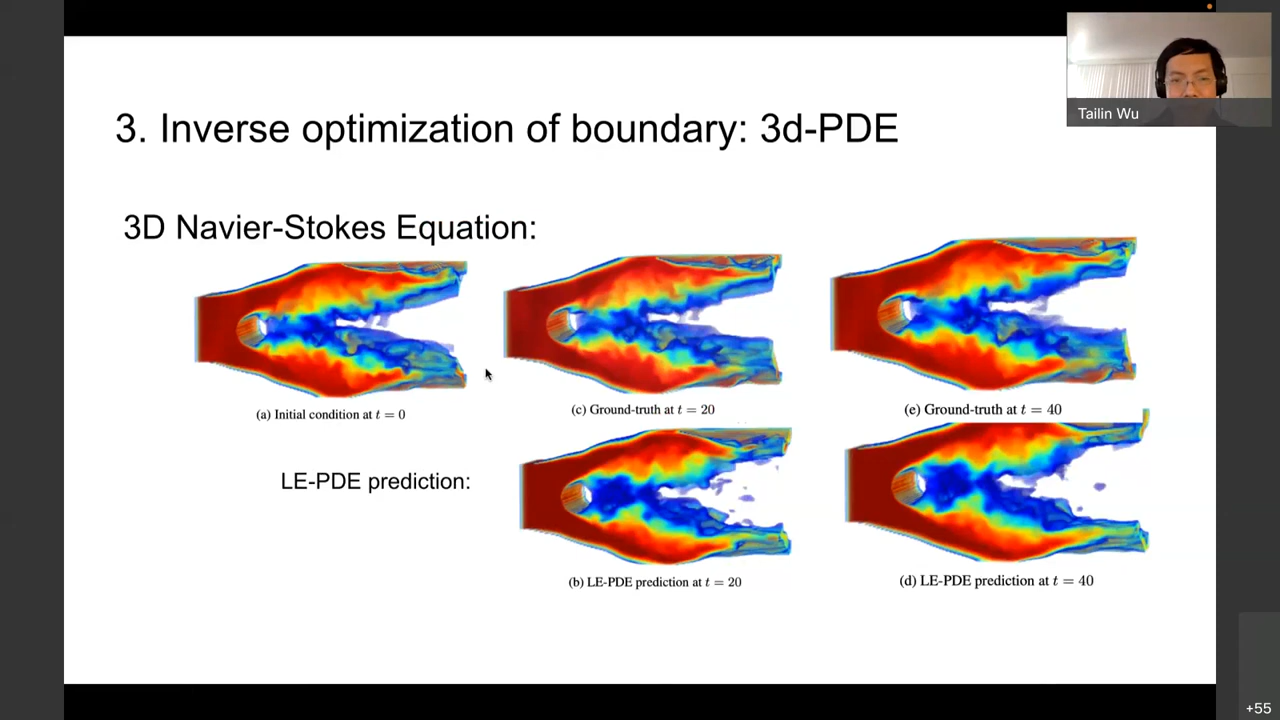 Tailin Wu
3. Inverse optimization of boundary: 3d-PDE
3D Navier-Stokes Equation:
(a) Initial condition at t = 0
(c) Ground-truth at t = 20
(e) Ground-truth at t = 40
LE-PDE prediction:
(b) LE-PDE prediction at t = 20
(d) LE-PDE prediction at t = 40
+55